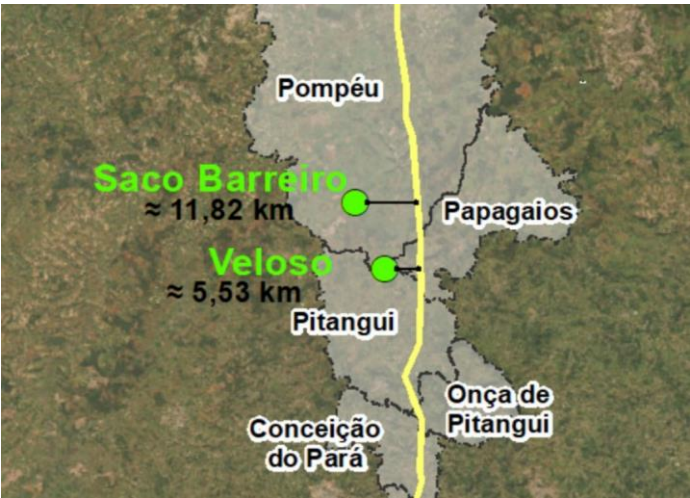 Pompéu
Saco Barreiro
≈ 11,82 km
Papagaios
Veloso
≈ 5,53 km
Pitangui
Onça de
Pitangui
Conceição
do Pará